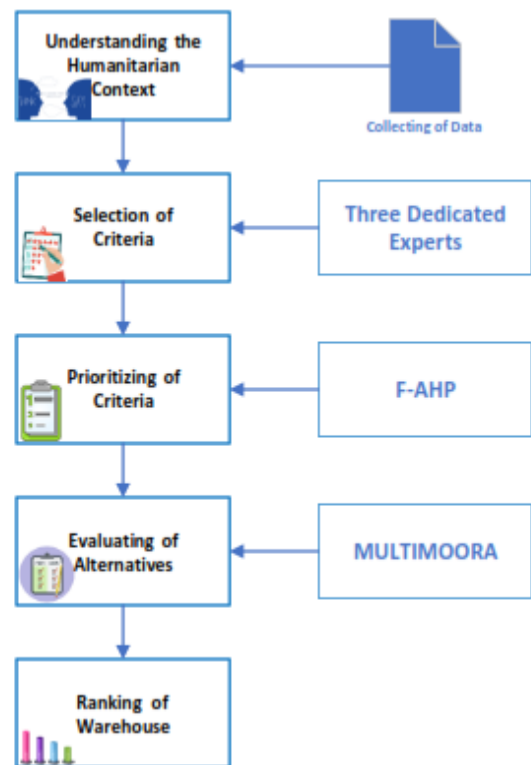 Understanding the
Humanitarian
Context
Collecting of Data
Selection of
Criteria
Three Dedicated
Experts
Prioritizing of
Criteria
F-AHP
Evaluating of
Alternatives
MULTIMOORA
Ranking of
Warehouse